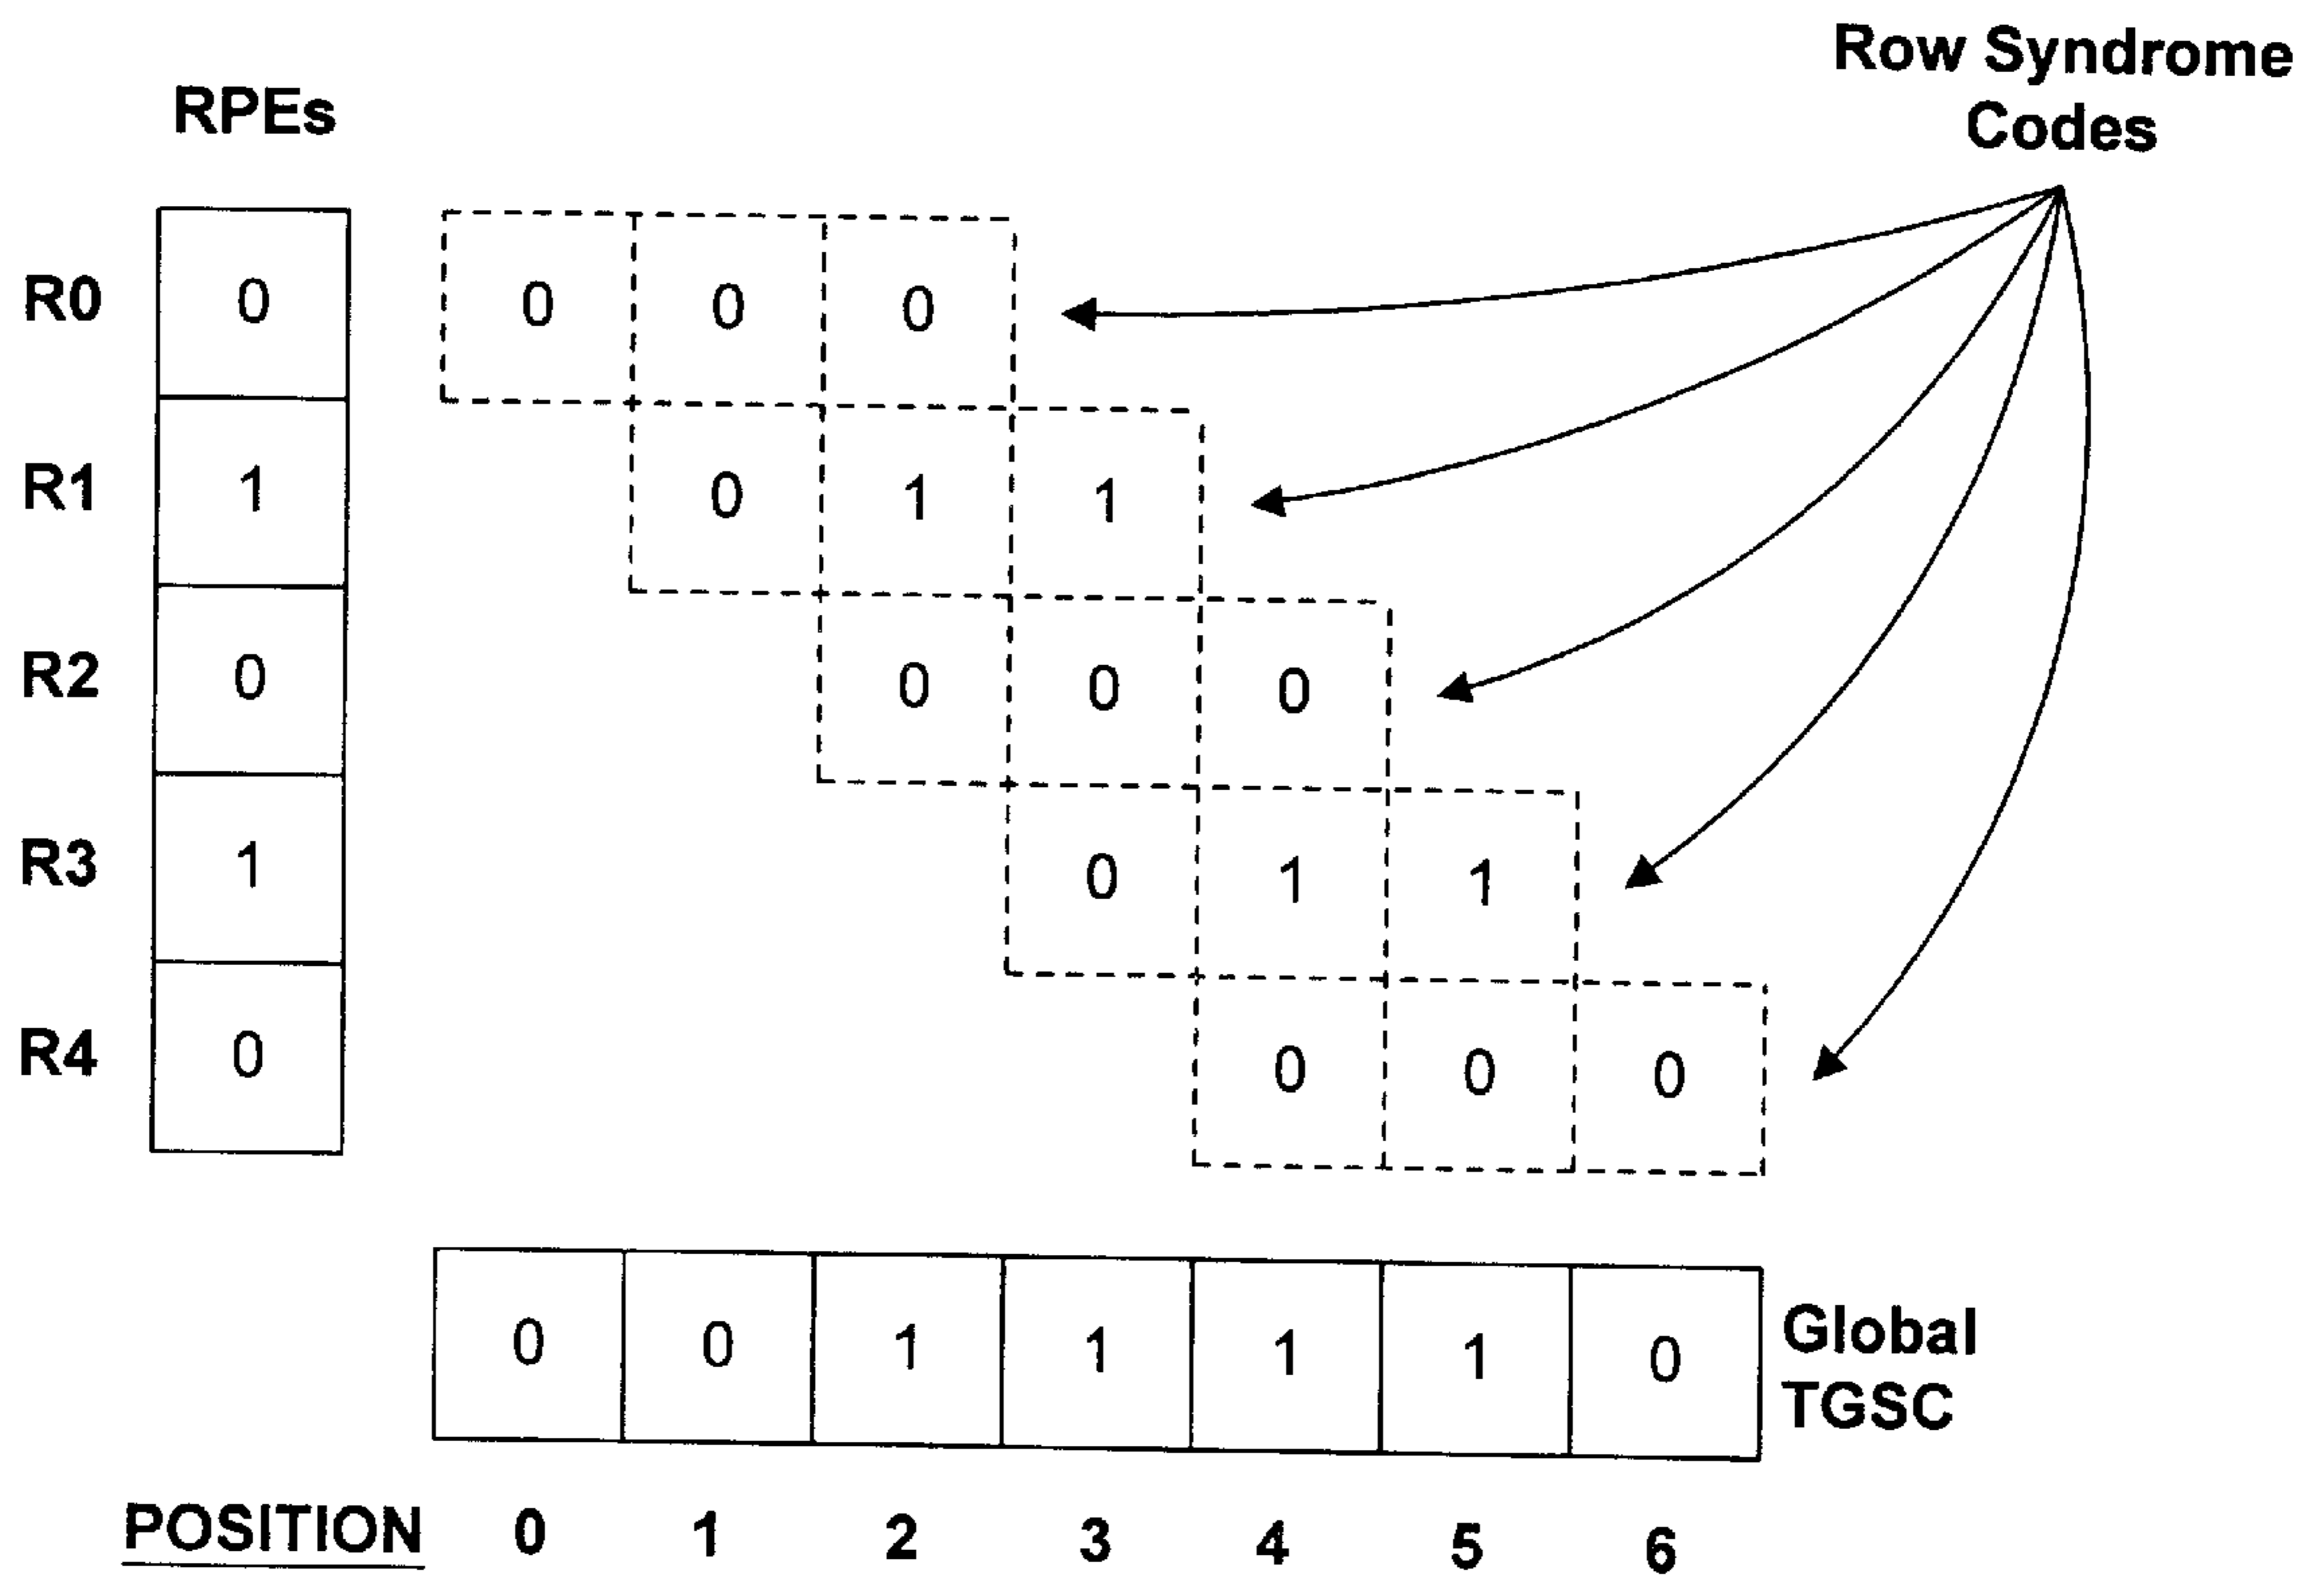 Row Syndrome
Codes
RPEs
R0 0 0 0 0
R1 1 0 1 1
R2 0 0 0 0
R3 1 0 1 1
R4 0 0 0 0
0 0 1 1 1 1 0
Global
TGSC
POSITION 0 1 2 3 4 5 6